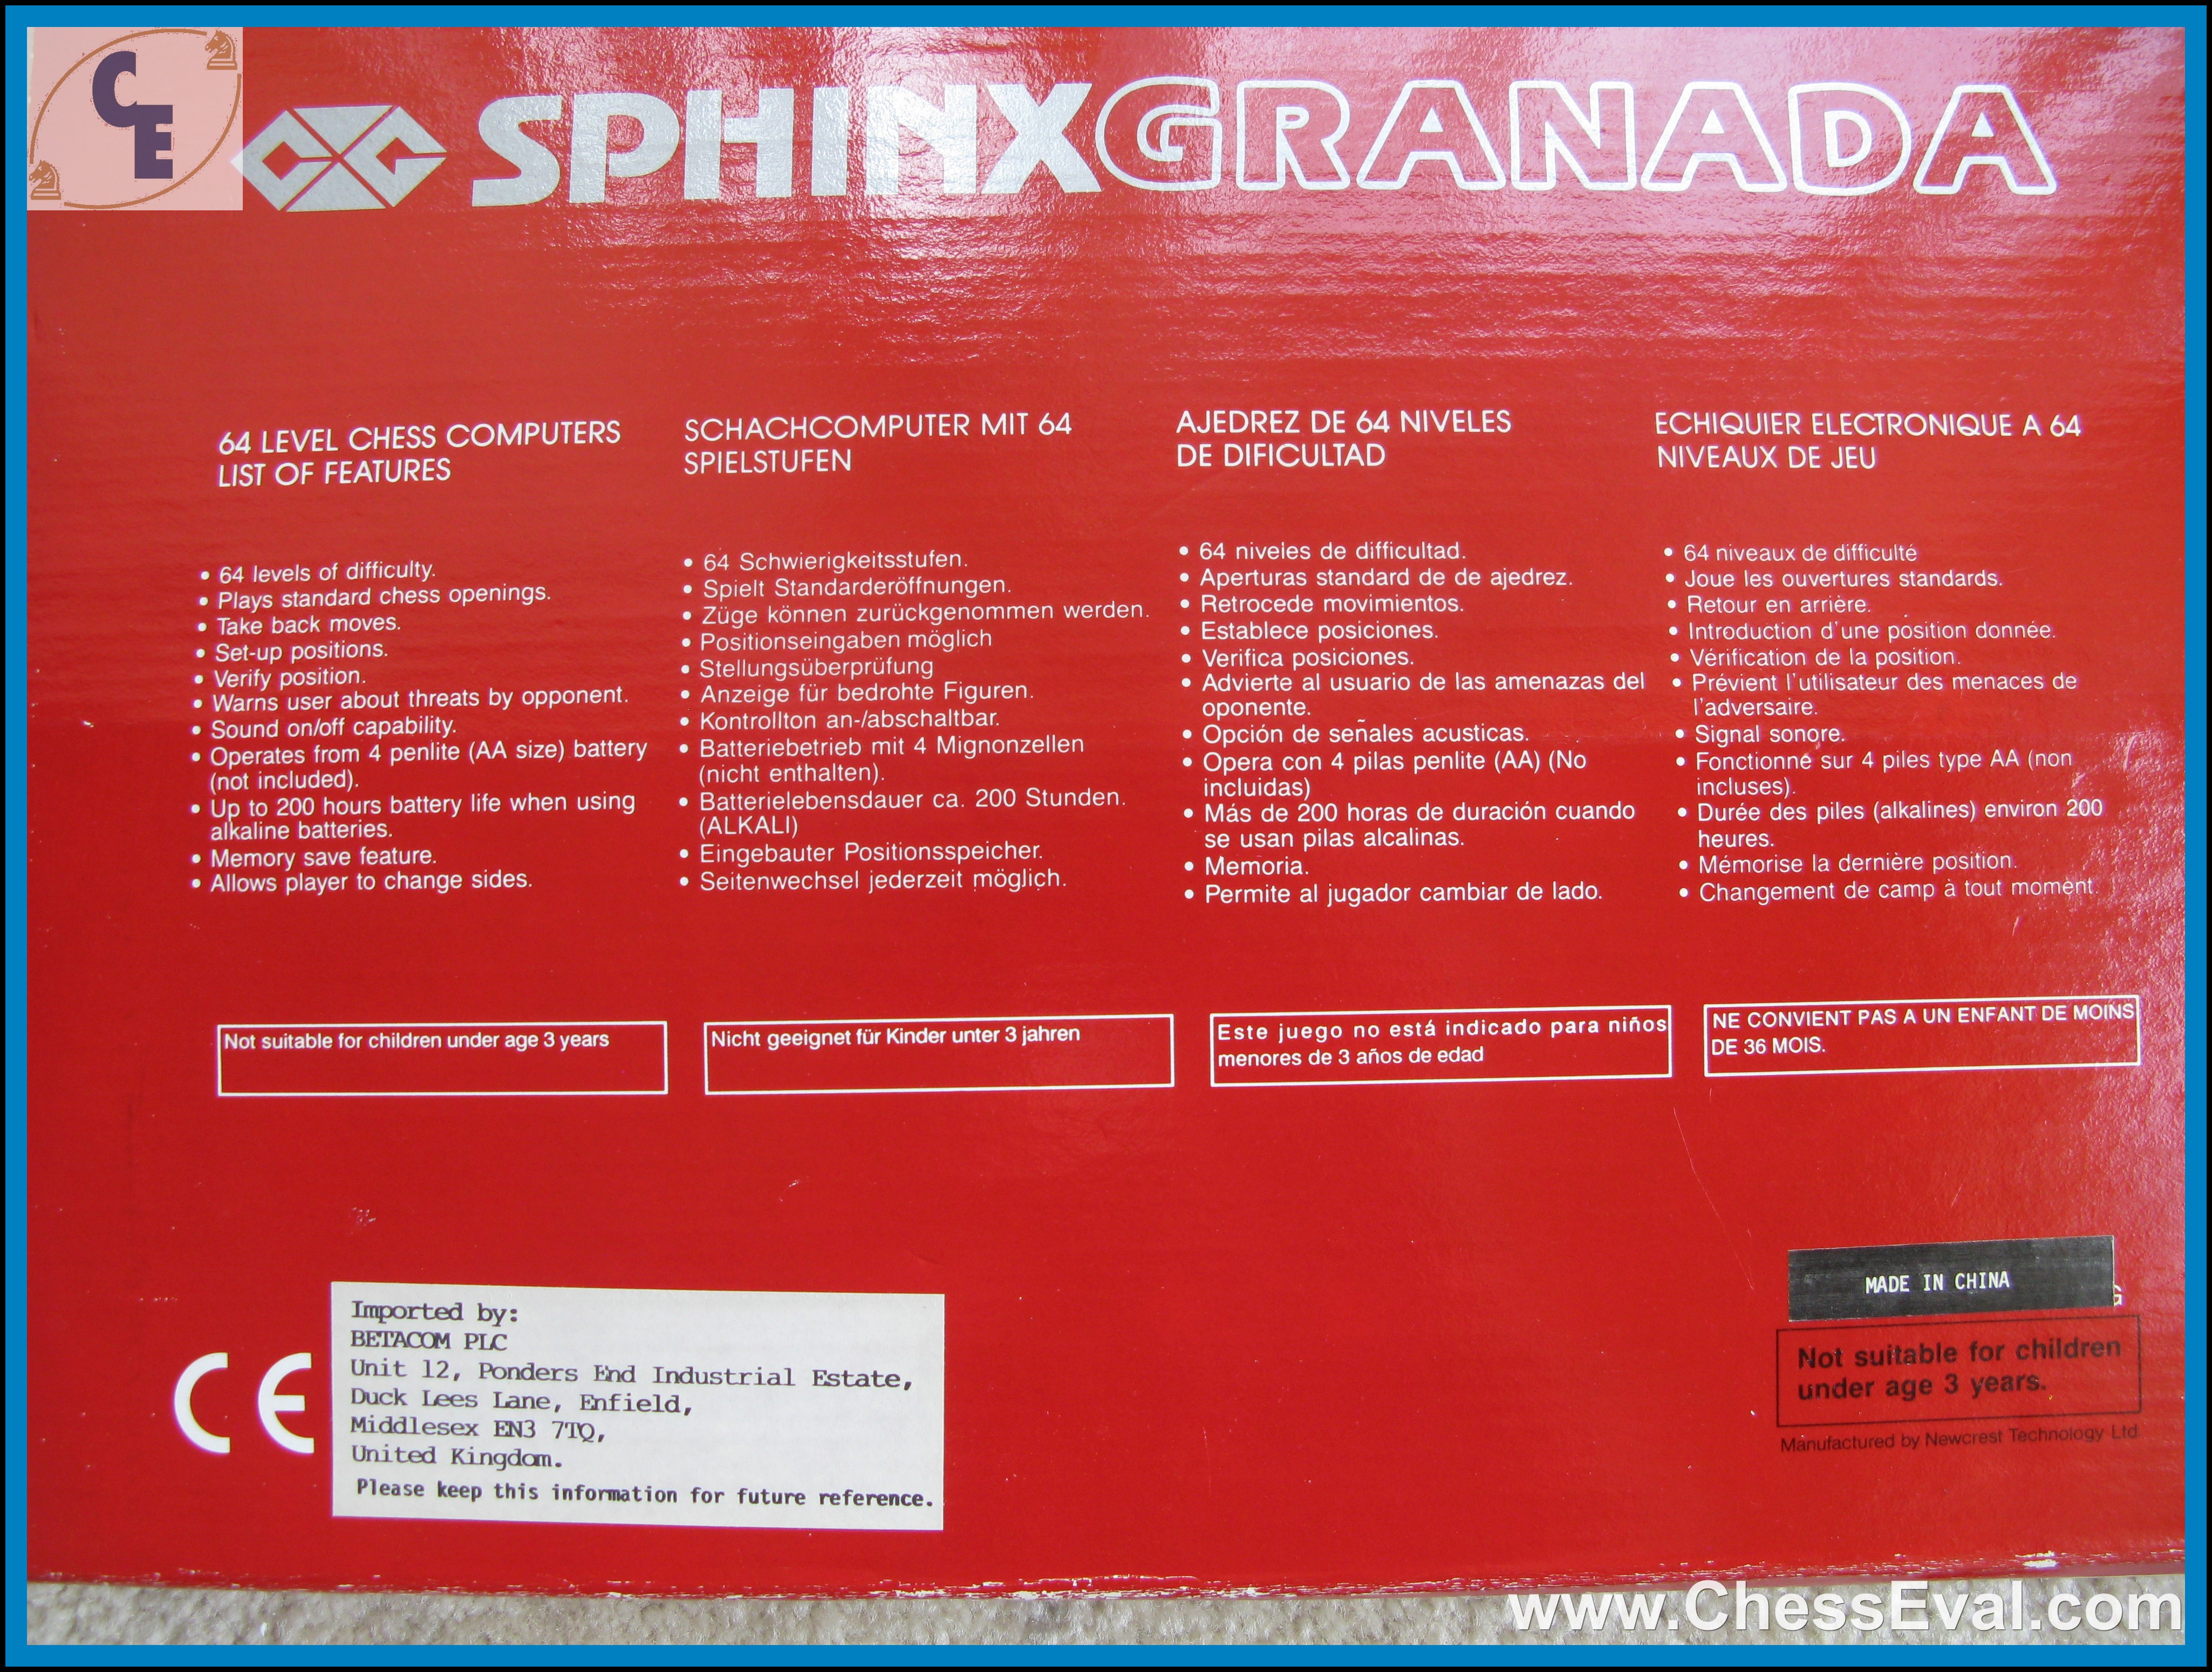 CE
CXG SPHINX GRANADA
64 LEVEL CHESS COMPUTERS
LIST OF FEATURES
• 64 levels of difficulty.
• Plays standard chess openings.
• Take back moves.
• Set-up positions.
• Verify position.
• Warns user about threats by opponent.
• Sound on/off capability.
• Operates from 4 penlite (AA size) battery
(not included).
• Up to 200 hours battery life when using
alkaline batteries.
• Memory save feature.
• Allows player to change sides.
SCHACHCOMPUTER MIT 64
SPIELSTUFEN
• 64 Schwierigkeitsstufen.
• Spielt Standarderöffnungen.
• Züge können zurückgenommen werden.
• Positionseingaben möglich
• Stellungsüberprüfung
• Anzeige für bedrohte Figuren.
• Kontrollton an-/abschaltbar.
• Batteriebetrieb mit 4 Mignonzellen
(nicht enthalten).
• Batterielebensdauer ca. 200 Stunden.
(ALKALI)
• Eingebauter Positionsspeicher.
• Seitenwechsel jederzeit möglich.
AJEDREZ DE 64 NIVELES
DE DIFICULTAD
• 64 niveles de difficultad.
• Aperturas standard de de ajedrez.
• Retrocede movimientos.
• Establece posiciones.
• Verifica posiciones.
• Advierte al usuario de las amenazas del
oponente.
• Opción de señales acusticas.
• Opera con 4 pilas penlite (AA) (No
incluidas)
• Más de 200 horas de duración cuando
se usan pilas alcalinas.
• Memoria.
• Permite al jugador cambiar de lado.
ECHIQUIER ELECTRONIQUE A 64
NIVEAUX DE JEU
• 64 niveaux de difficulté
• Joue les ouvertures standards.
• Retour en arrière.
• Introduction d'une position donnée.
• Vérification de la position.
• Prévient l'utilisateur des menaces de
l'adversaire.
• Signal sonore.
• Fonctionne sur 4 piles type AA (non
incluses).
• Durée des piles (alkalines) environ 200
heures.
• Mémorise la dernière position.
• Changement de camp à tout moment.
Not suitable for children under age 3 years
Nicht geeignet für Kinder unter 3 jahren
Este juego no está indicado para niños
menores de 3 años de edad
NE CONVIENT PAS A UN ENFANT DE MOINS
DE 36 MOIS.
CE
Imported by:
BETACOM PLC
Unit 12, Ponders End Industrial Estate,
Duck Lees Lane, Enfield,
Middlesex EN3 7TQ,
United Kingdom.
Please keep this information for future reference.
MADE IN CHINA
G
Not suitable for children
under age 3 years.
Manufactured by Newcrest Technology Ltd
www.ChessEval.com